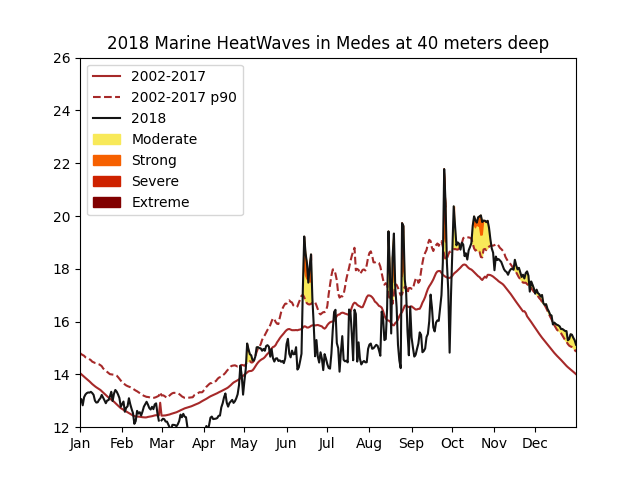 2018 Marine HeatWaves in Medes at 40 meters deep
26
24
22
20
18
16
14
12
2002-2017
2002-2017 p90
2018
Moderate
Strong
Severe
Extreme
Jan Feb Mar Apr May Jun Jul Aug Sep Oct Nov Dec